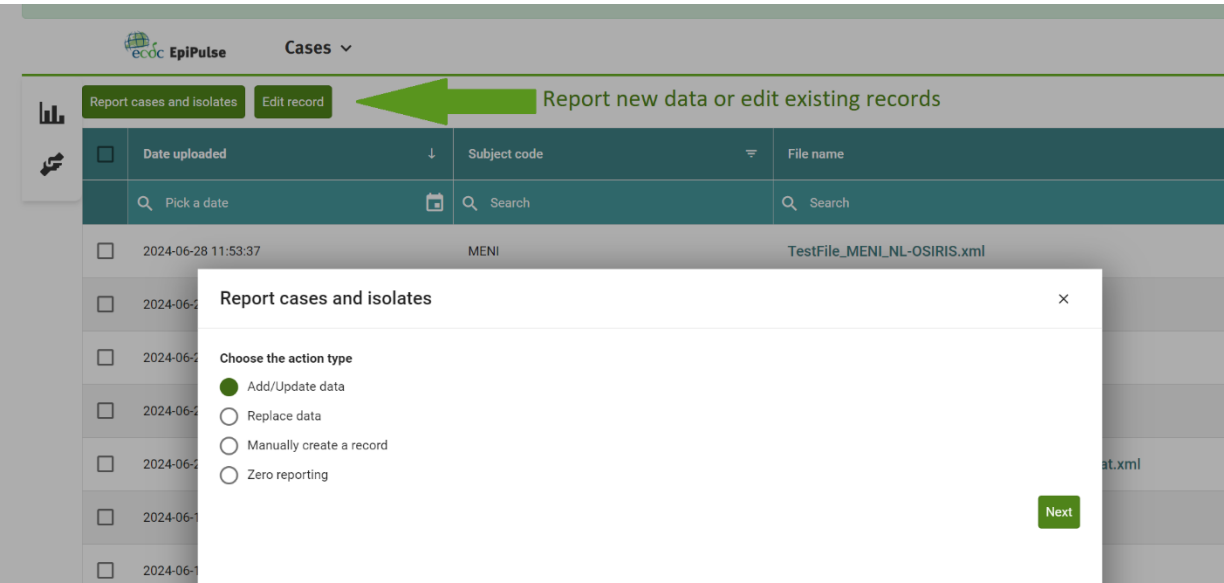 ecdc EpiPulse Cases
Report cases and isolates Edit record Report new data or edit existing records
Date uploaded Subject code File name
Pick a date Search Search
2024-06-28 11:53:37 MENI TestFile_MENI_NL-OSIRIS.xml
Report cases and isolates
2024-06-2
Choose the action type
2024-06-2
Add/Update data
2024-06-2
Replace data
Manually create a record
2024-06-2 at.xml
Zero reporting
Next
2024-06-1
2024-06-1